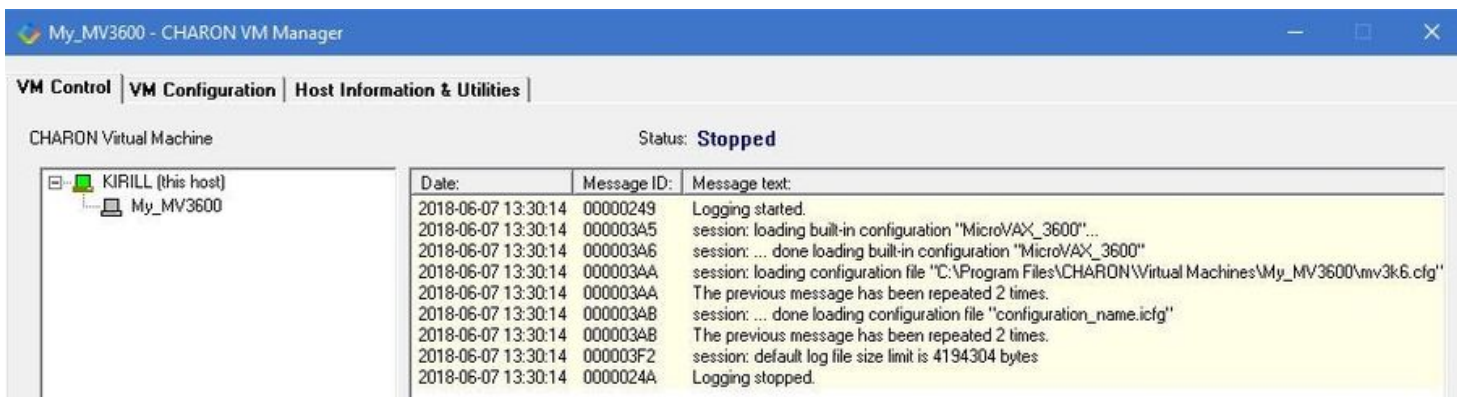 My_MV3600 - CHARON VM Manager
VM Control VM Configuration Host Information & Utilities
CHARON Virtual Machine Status: Stopped
KIRILL (this host)
My_MV3600
Date: Message ID: Message text:
2018-06-07 13:30:14 00000249 Logging started.
2018-06-07 13:30:14 000003A5 session: loading built-in configuration "MicroVAX_3600"...
2018-06-07 13:30:14 000003A6 session: ... done loading built-in configuration "MicroVAX_3600"
2018-06-07 13:30:14 000003AA session: loading configuration file "C:\Program Files\CHARON\Virtual Machines\My_MV3600\mv3k6.cfg"
2018-06-07 13:30:14 000003AA The previous message has been repeated 2 times.
2018-06-07 13:30:14 000003AB session: ... done loading configuration file "configuration_name.icfg"
2018-06-07 13:30:14 000003AB The previous message has been repeated 2 times.
2018-06-07 13:30:14 000003F2 session: default log file size limit is 4194304 bytes
2018-06-07 13:30:14 0000024A Logging stopped.